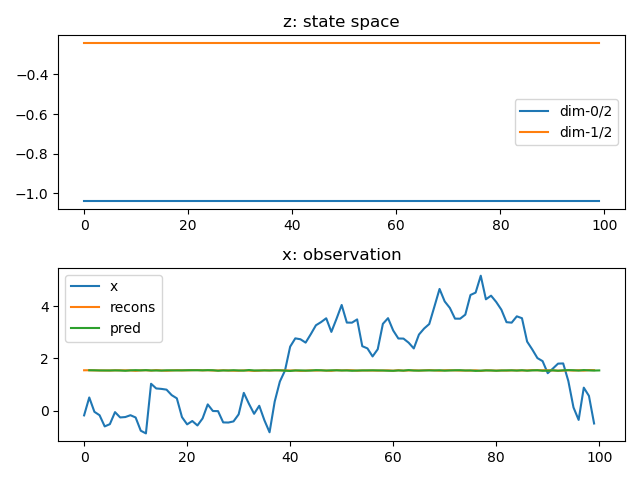 z: state space
−0.4
−0.6
−0.8
−1.0
dim-0/2
dim-1/2
0 20 40 60 80 100
x: observation
4
2
0
x
recons
pred
0 20 40 60 80 100